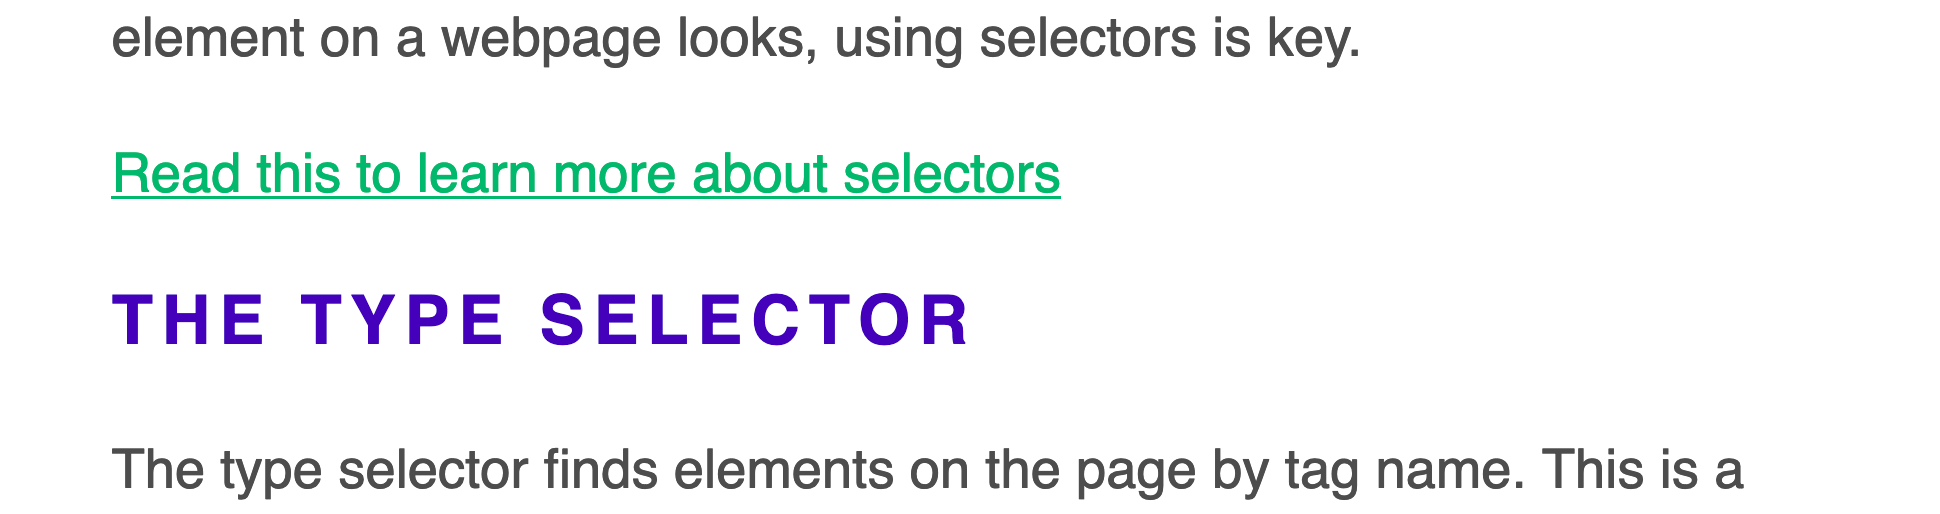 element on a webpage looks, using selectors is key.
Read this to learn more about selectors
THE TYPE SELECTOR
The type selector finds elements on the page by tag name. This is a